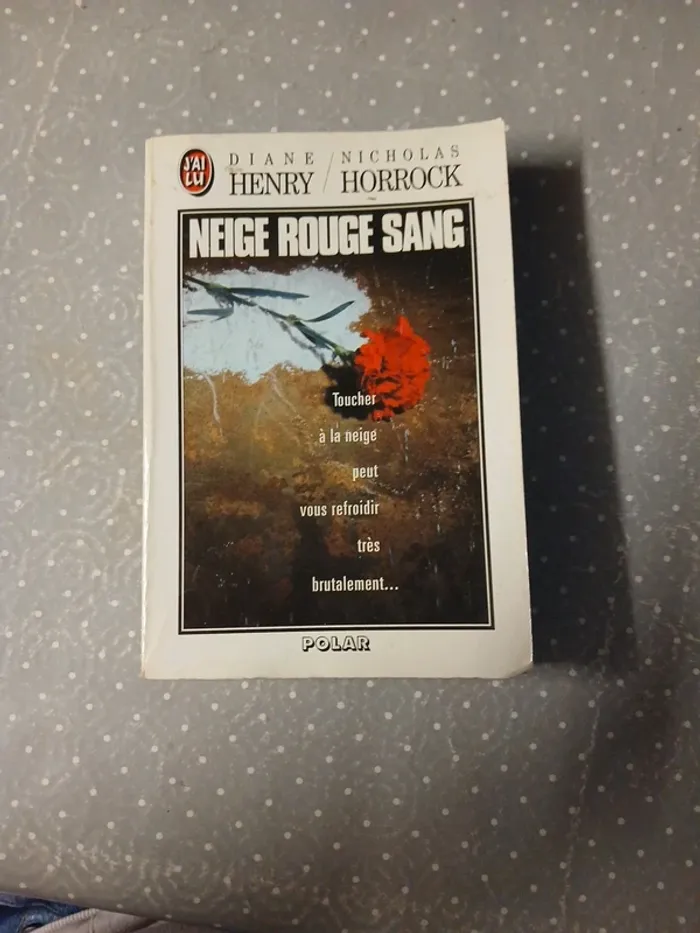 J'AI
LU
DIANE / NICHOLAS
HENRY / HORROCK
NEIGE ROUGE SANG
Toucher
à la neige
peut
vous refroidir
très
brutalement...
POLAR